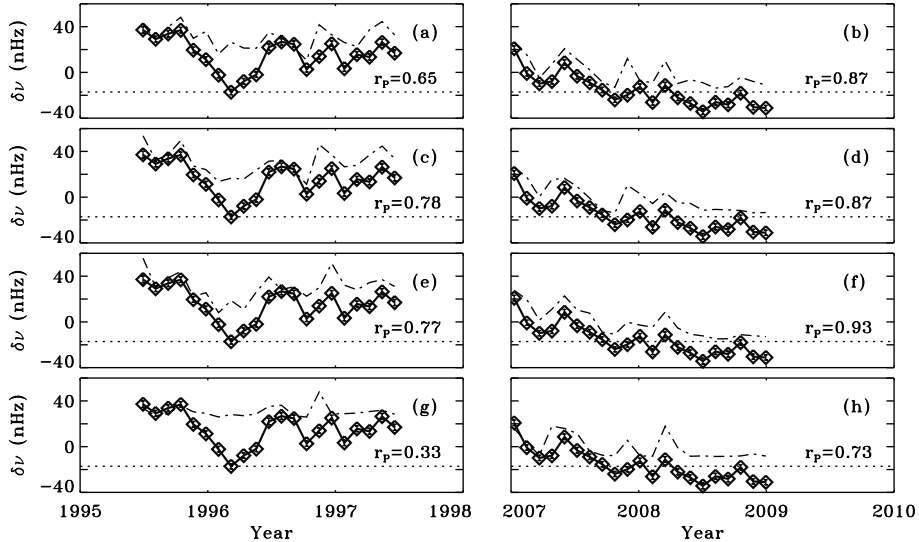 40
0
−40
δν (nHz)
(a)
r_P=0.65
(b)
r_P=0.87
40
0
−40
δν (nHz)
(c)
r_P=0.78
(d)
r_P=0.87
40
0
−40
δν (nHz)
(e)
r_P=0.77
(f)
r_P=0.93
40
0
−40
δν (nHz)
(g)
r_P=0.33
(h)
r_P=0.73
1995 1996 1997 1998
2007 2008 2009 2010
Year
Year